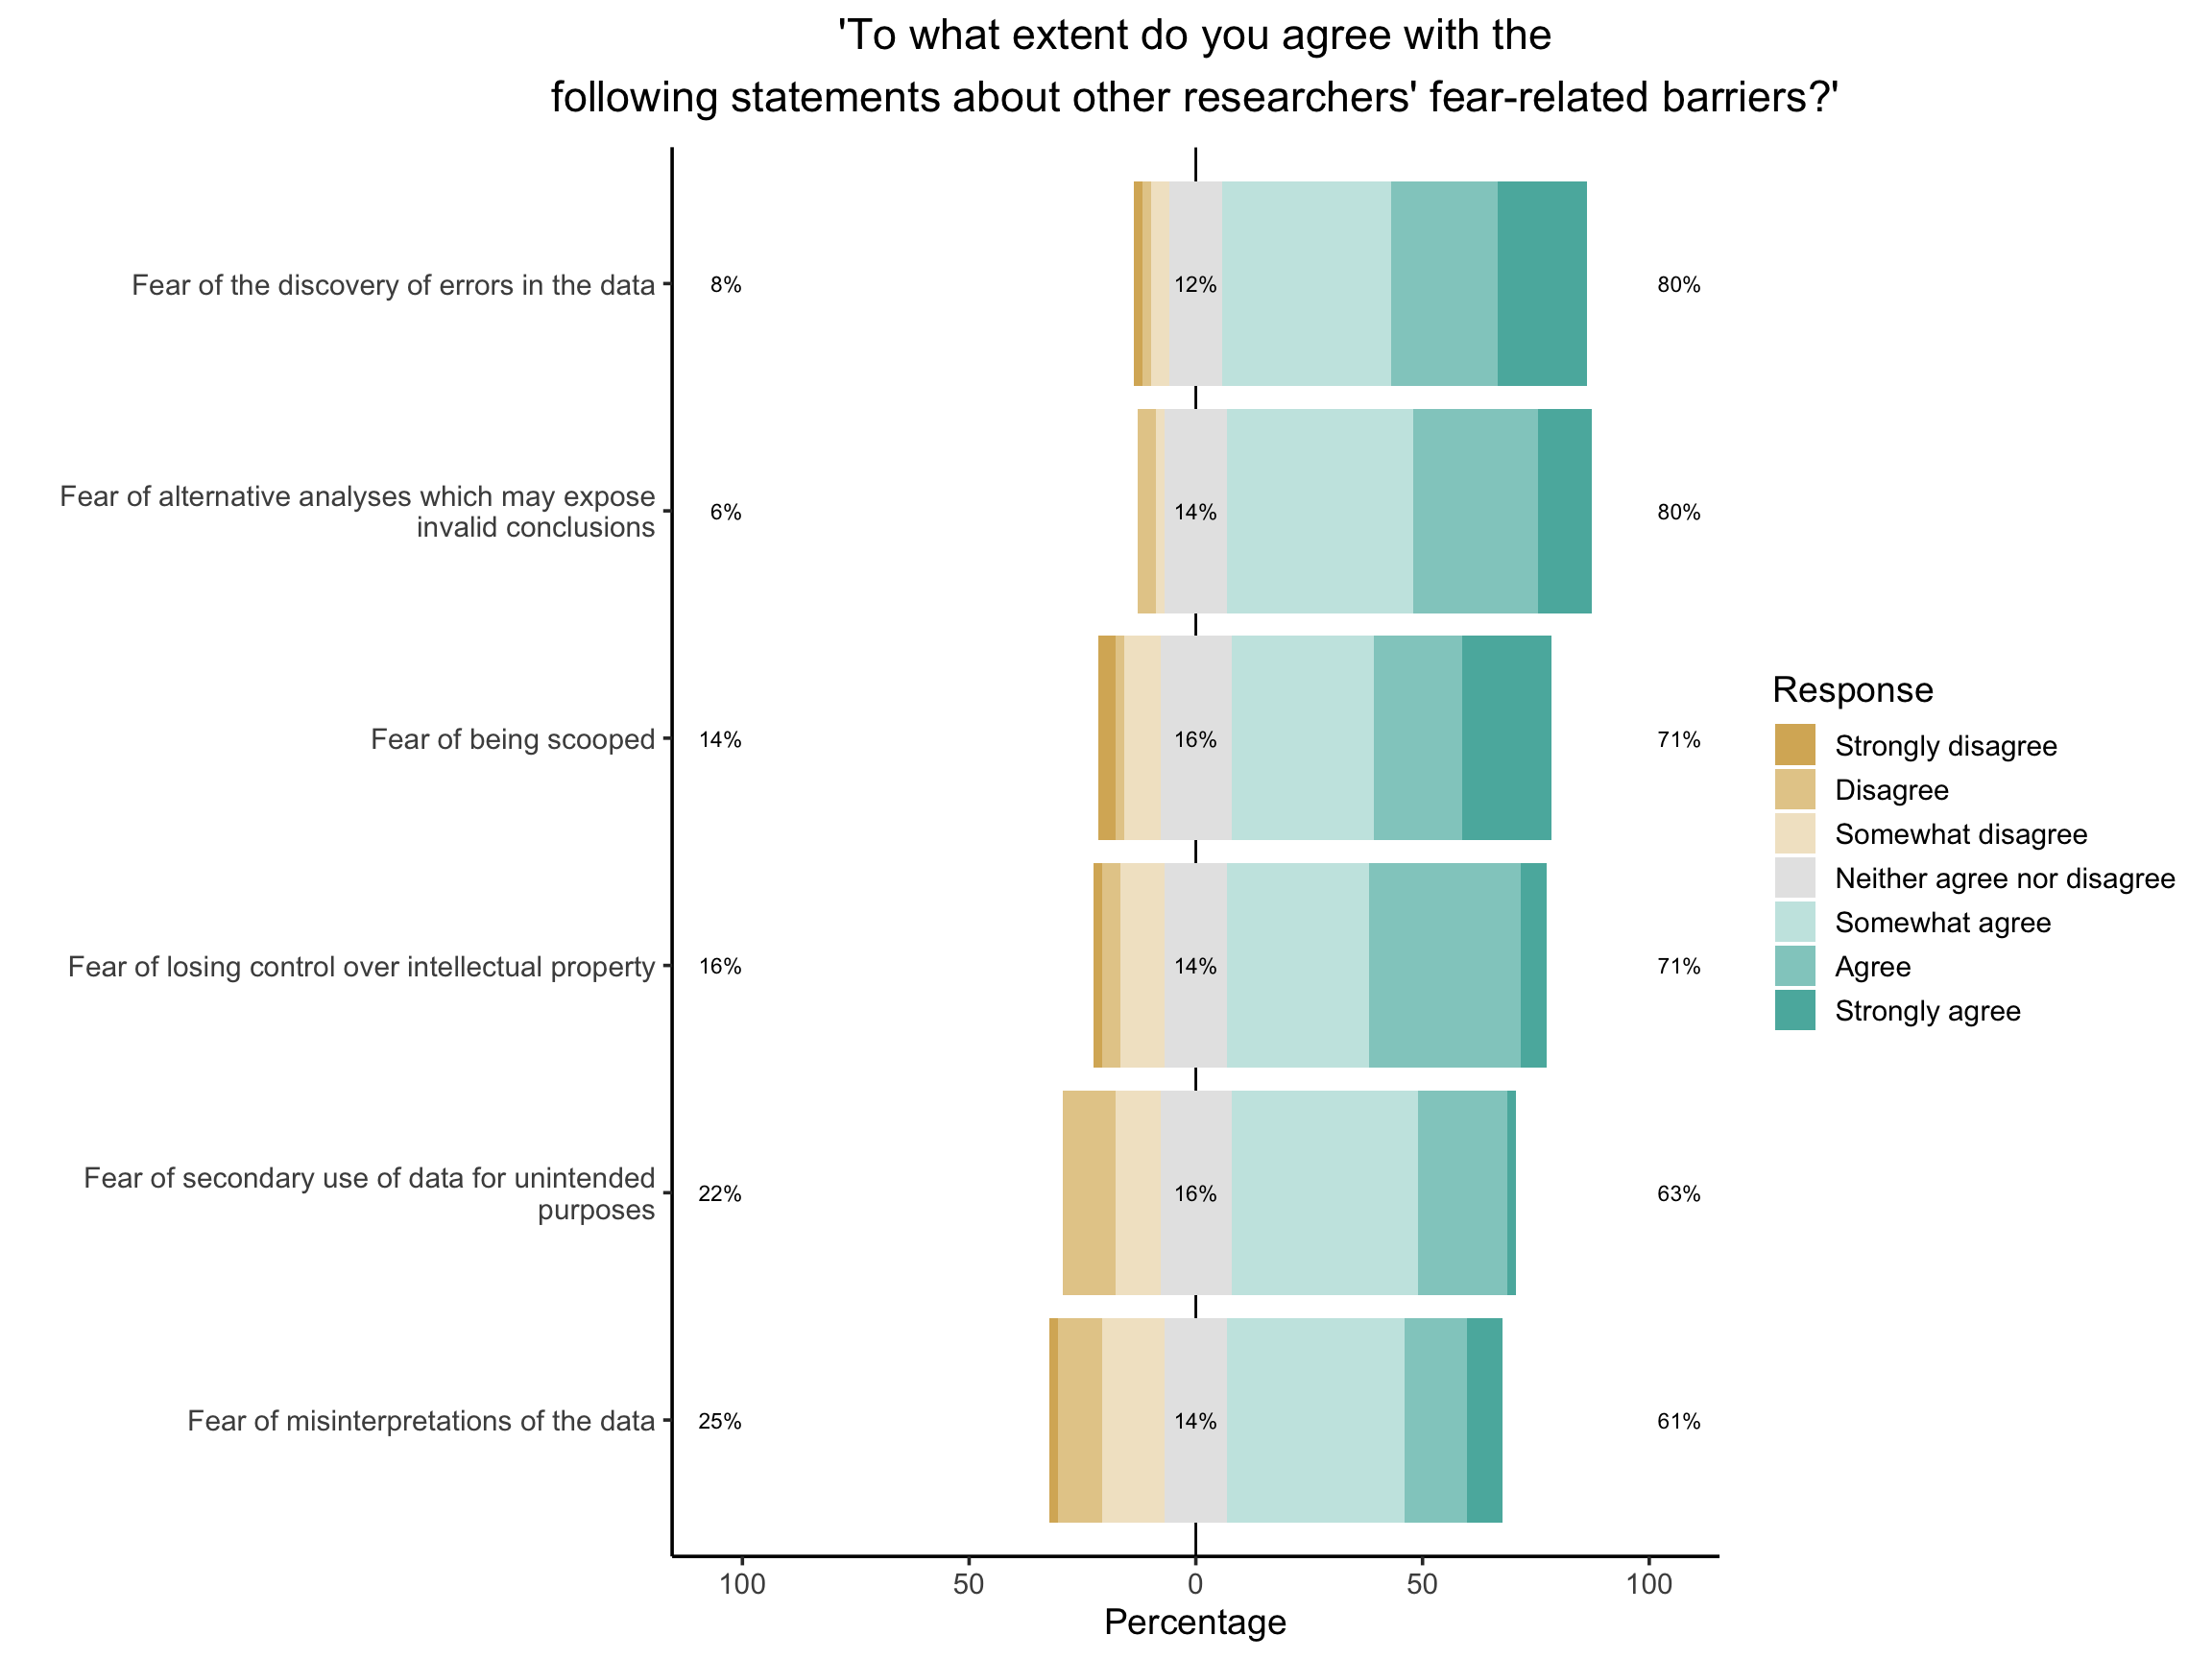 'To what extent do you agree with the
following statements about other researchers' fear-related barriers?'
Fear of the discovery of errors in the data
8%
12%
80%
Fear of alternative analyses which may expose
invalid conclusions
6%
14%
80%
Fear of being scooped
14%
16%
71%
Fear of losing control over intellectual property
16%
14%
71%
Fear of secondary use of data for unintended
purposes
22%
16%
63%
Fear of misinterpretations of the data
25%
14%
61%
100 50 0 50 100
Percentage
Response
Strongly disagree
Disagree
Somewhat disagree
Neither agree nor disagree
Somewhat agree
Agree
Strongly agree